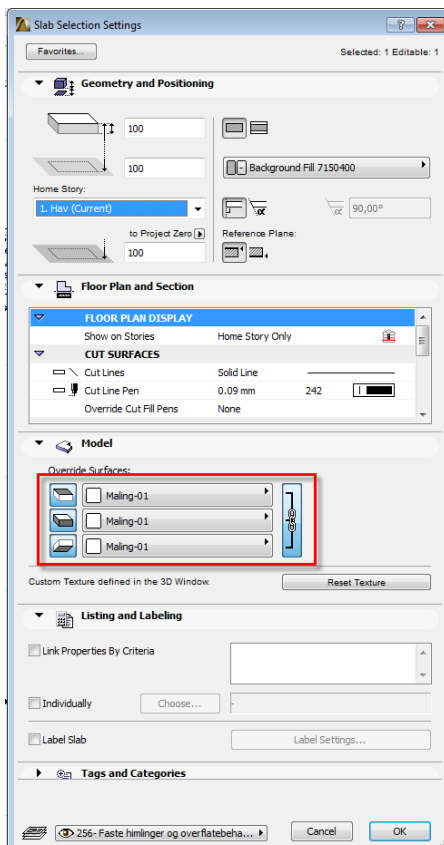 Slab Selection Settings
Favorites...
Selected: 1 Editable: 1
Geometry and Positioning
100
100
Background Fill 7150400
Home Story:
1. Hav (Current)
90,00°
to Project Zero
Reference Plane:
100
Floor Plan and Section
FLOOR PLAN DISPLAY
Show on Stories Home Story Only
CUT SURFACES
Cut Lines Solid Line
Cut Line Pen 0.09 mm 242
Override Cut Fill Pens None
Model
Override Surfaces:
Maling-01
Maling-01
Maling-01
Custom Texture defined in the 3D Window.
Reset Texture
Listing and Labeling
Link Properties By Criteria
Individually
Choose...
-
Label Slab
Label Settings...
Tags and Categories
256- Faste himlinger og overflatebeha...
Cancel
OK